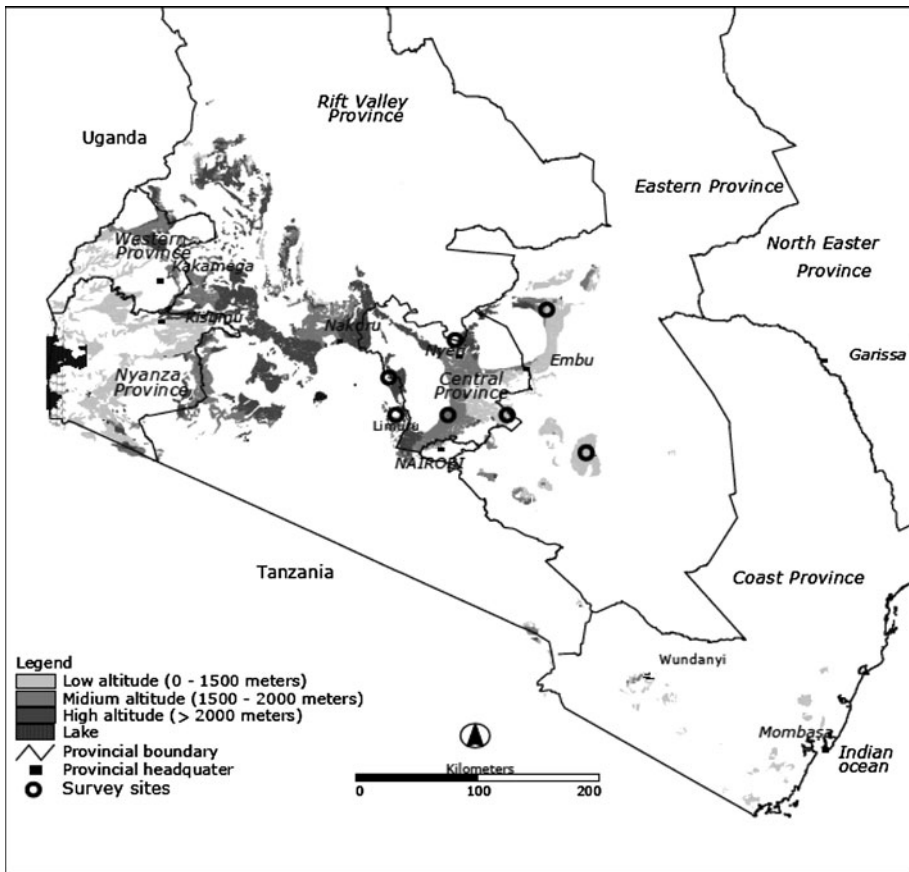 Rift Valley
Province
Uganda
Eastern Province
North Easter
Province
Western
Province
Kakamega
Kisumu
Nakuru
Nyeri
Embu
Garissa
Nyanza
Province
Central
Province
Limuru
NAIROBI
Tanzania
Coast Province
Wundanyi
Mombasa
Indian
ocean
Legend
Low altitude (0 - 1500 meters)
Midium altitude (1500 - 2000 meters)
High altitude (> 2000 meters)
Lake
Provincial boundary
Provincial headquater
Survey sites
Kilometers
0 100 200